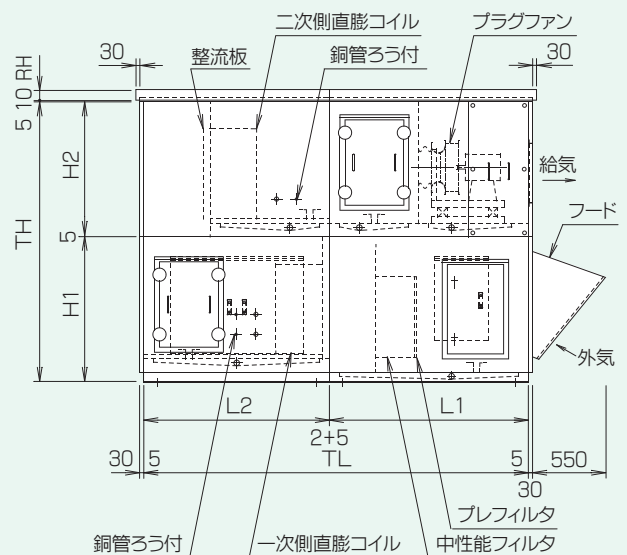 二次側直膨コイル
プラグファン
30
整流板
銅管ろう付
30
RH
10
5
H2
給気
フード
TH
5
H1
外気
L2
L1
2+5
30
5
TL
5
550
30
プレフィルタ
銅管ろう付
一次側直膨コイル
中性能フィルタ